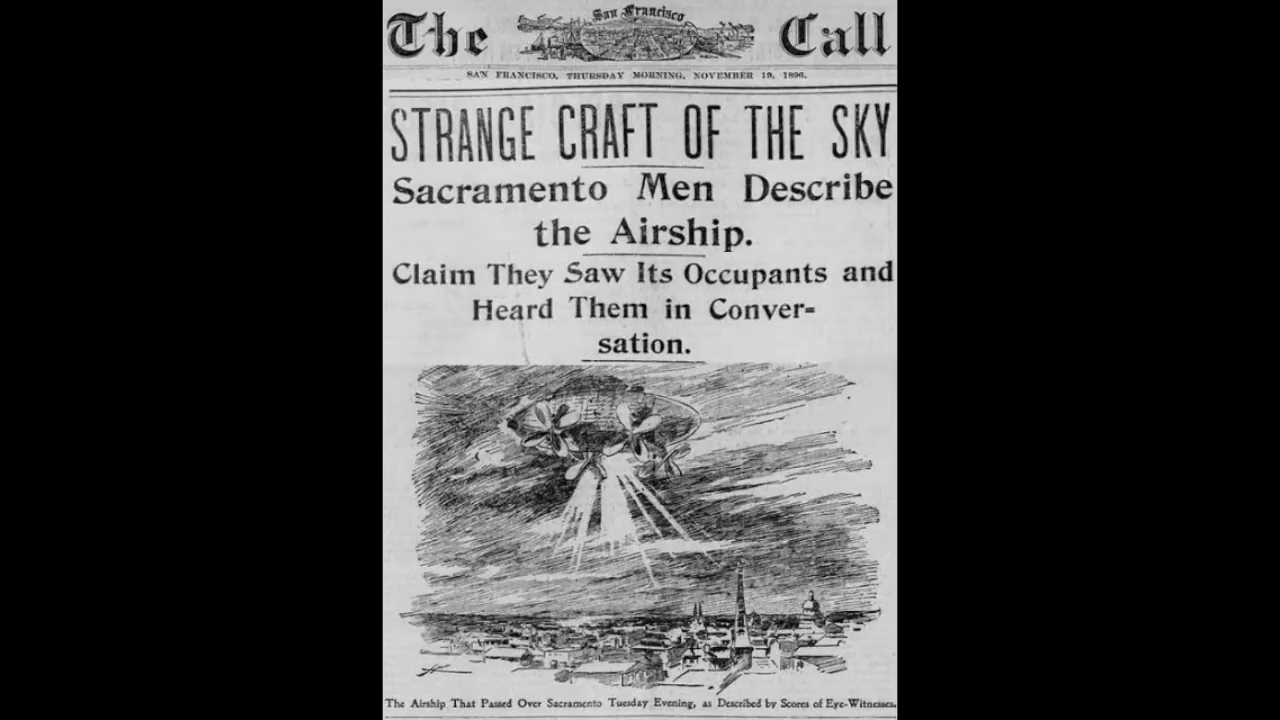 The San Francisco Call
SAN FRANCISCO, THURSDAY MORNING, NOVEMBER 19, 1896.
STRANGE CRAFT OF THE SKY
Sacramento Men Describe
the Airship.
Claim They Saw Its Occupants and
Heard Them in Conver-
sation.
The Airship That Passed Over Sacramento Tuesday Evening, as Described by Scores of Eye-Witnesses.